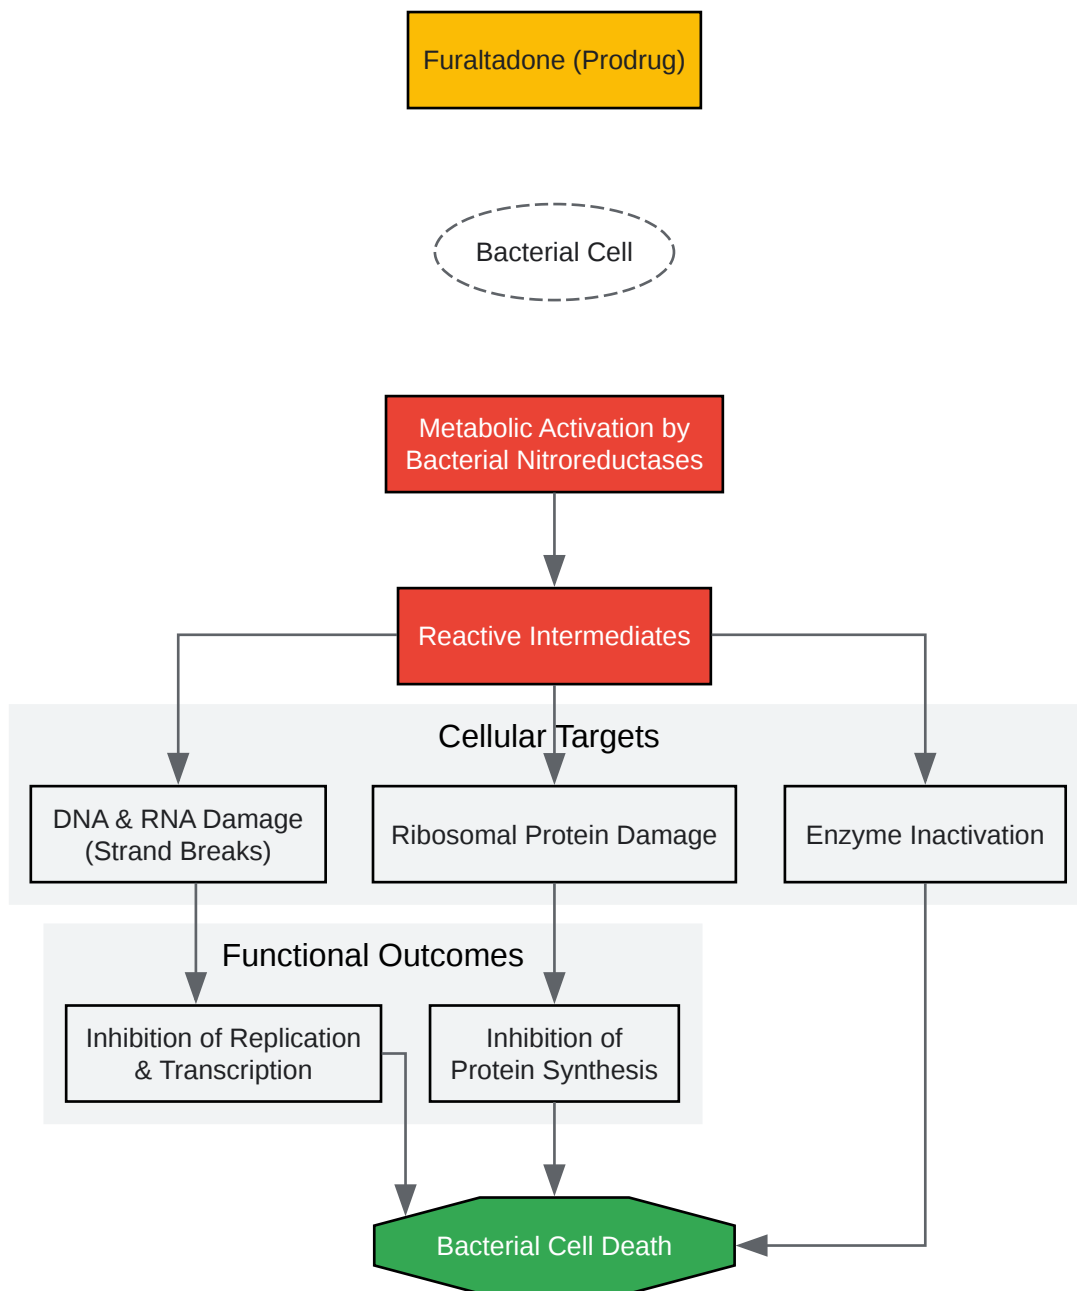 Furaltadone (Prodrug)
Bacterial Cell
Metabolic Activation by
Bacterial Nitroreductases
Reactive Intermediates
Cellular Targets
DNA & RNA Damage
(Strand Breaks)
Ribosomal Protein Damage
Enzyme Inactivation
Functional Outcomes
Inhibition of Replication
& Transcription
Inhibition of
Protein Synthesis
Bacterial Cell Death